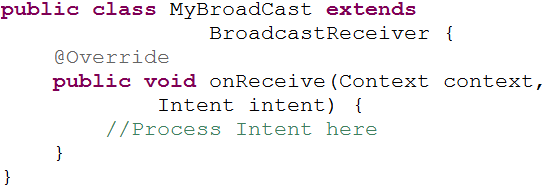 public class MyBroadCast extends
BroadcastReceiver {
@Override
public void onReceive(Context context,
Intent intent) {
//Process Intent here
}
}